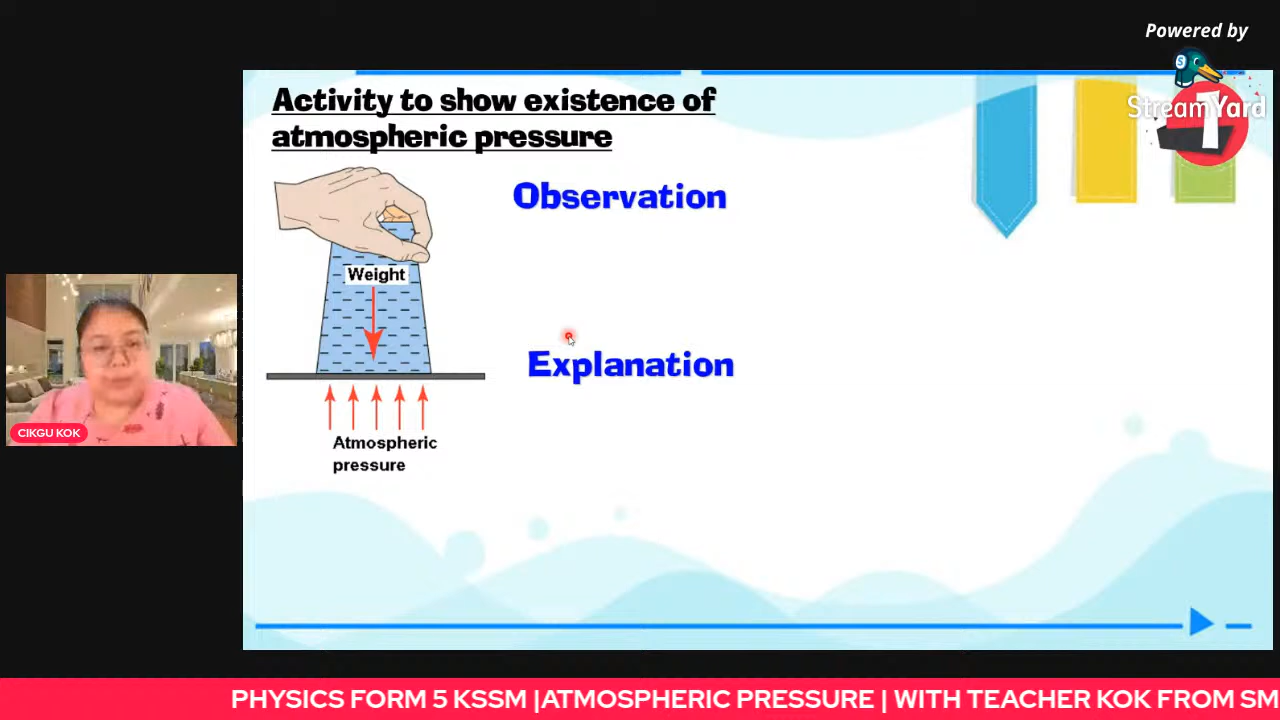 Powered by
StreamYard
1
Activity to show existence of
atmospheric pressure
Observation
Weight
Explanation
Atmospheric
pressure
CIKGU KOK
PHYSICS FORM 5 KSSM |ATMOSPHERIC PRESSURE | WITH TEACHER KOK FROM SM